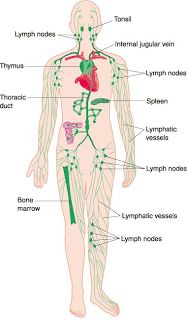 Tonsil
Lymph nodes
Internal jugular vein
Thymus
Lymph nodes
Thoracic
duct
Spleen
Lymphatic
vessels
Lymph nodes
Bone
marrow
Lymphatic vessels
Lymph nodes